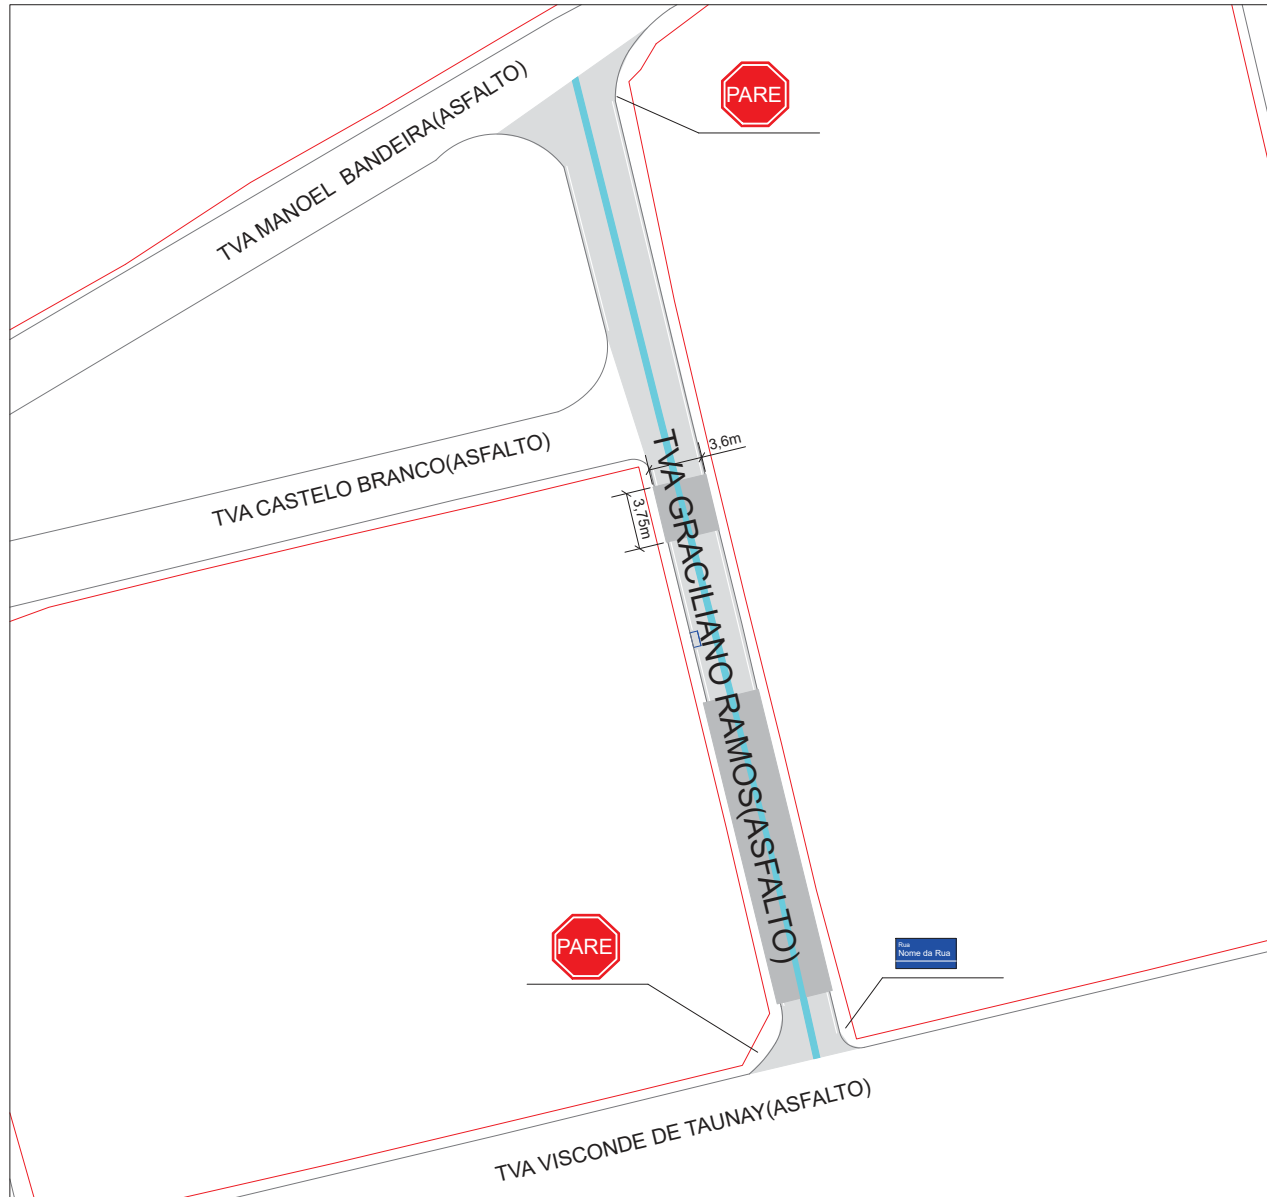 PARE
TVA MANOEL BANDEIRA(ASFALTO)
3,6m
TVA CASTELO BRANCO(ASFALTO)
3,75m
TVA GRACILIANO RAMOS(ASFALTO)
PARE
Rua
Nome da Rua
TVA VISCONDE DE TAUNAY(ASFALTO)